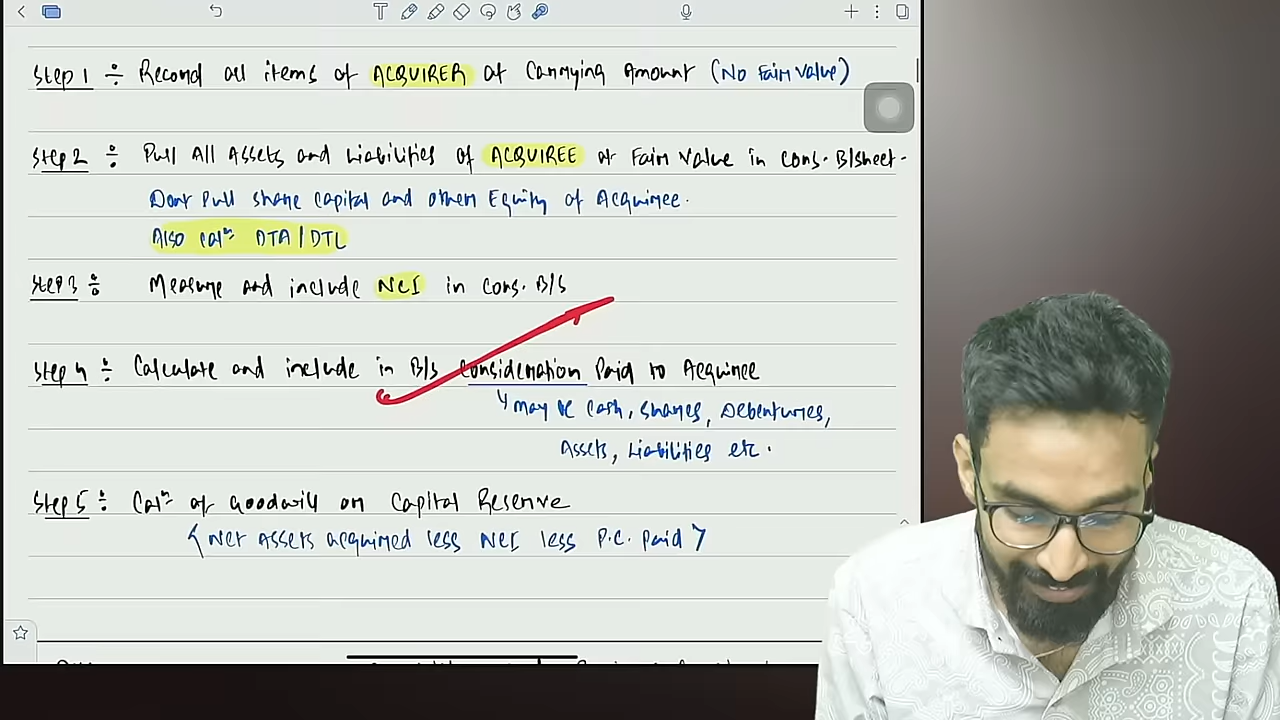 Step 1 ÷ Record all items of ACQUIRER at Carrying Amount (No Fair Value)
Step 2 ÷ Pull All Assets and Liabilities of ACQUIREE at Fair Value in Cons. B/Sheet.
Dont Pull Share capital and other Equity of Acquiree.
Also calⁿ DTA/DTL
Step 3 ÷ Measure and include NCI in Cons. B/S
Step 4 ÷ Calculate and include in B/S Consideration Paid to Acquiree
↳ may be Cash, Shares, Debentures,
Assets, Liabilities etc.
Step 5 ÷ Calⁿ of Goodwill or Capital Reserve
< Net Assets acquired less NCI less P.C. Paid >